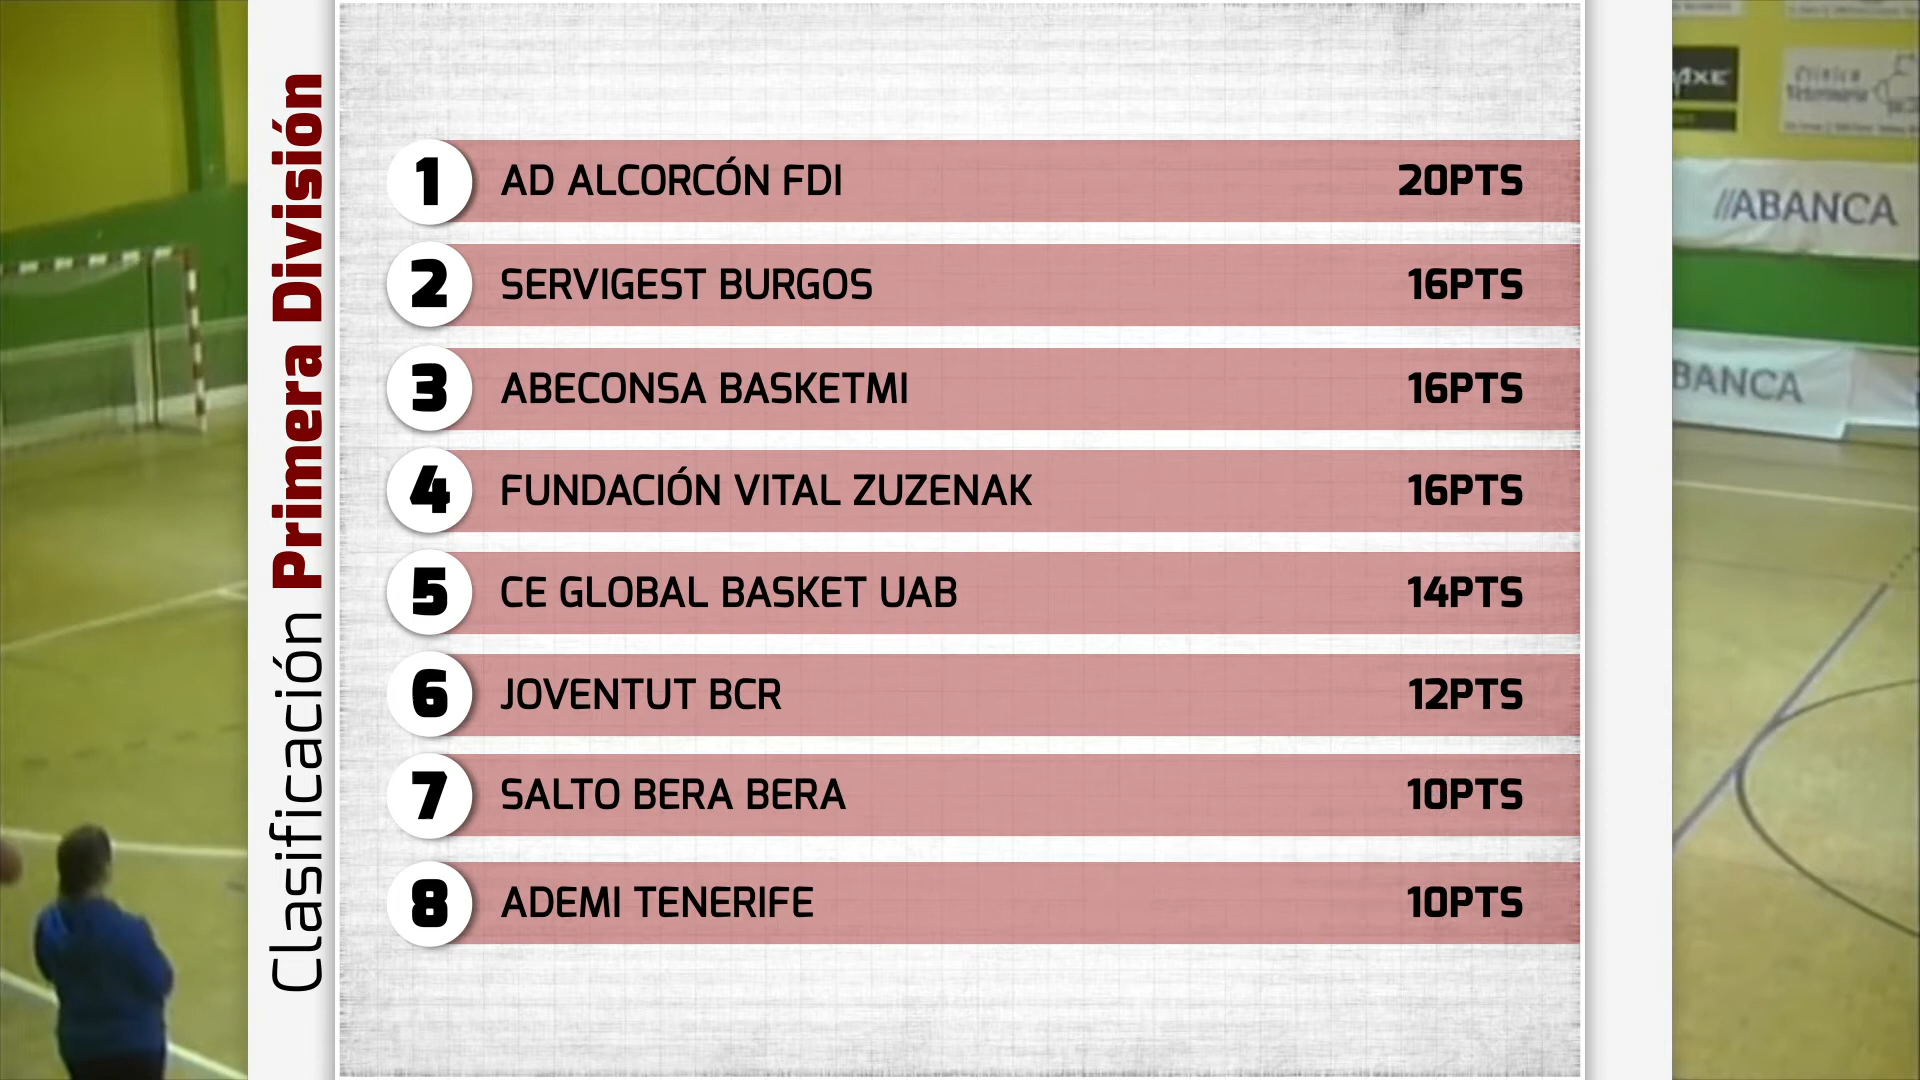 Clasificación Primera División
1 AD ALCORCÓN FDI 20PTS
2 SERVIGEST BURGOS 16PTS
3 ABECONSA BASKETMI 16PTS
4 FUNDACIÓN VITAL ZUZENAK 16PTS
5 CE GLOBAL BASKET UAB 14PTS
6 JOVENTUT BCR 12PTS
7 SALTO BERA BERA 10PTS
8 ADEMI TENERIFE 10PTS
Clínica
Veterinaria
//ABANCA
BANCA